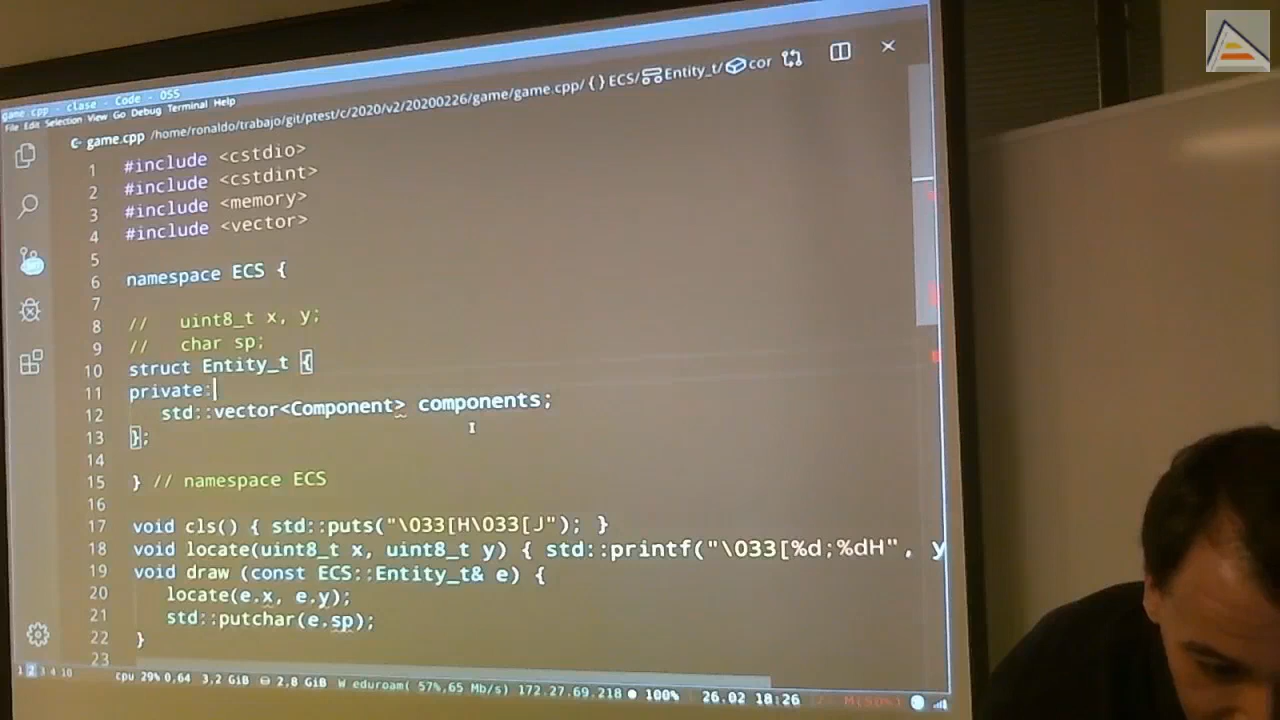 game cpp - clase - Code - OSS
File Edit Selection View Go Debug Terminal Help
game.cpp /home/ronaldo/trabajo/git/ptest/c/2020/v2/20200226/game/game.cpp/ {} ECS/ Entity_t/ cor
1 #include <cstdio>
2 #include <cstdint>
3 #include <memory>
4 #include <vector>
5
6 namespace ECS {
7
8 // uint8_t x, y;
9 // char sp;
10 struct Entity_t {
11 private:
12 std::vector<Component> components;
13 };
14
15 } // namespace ECS
16
17 void cls() { std::puts("\033[H\033[J"); }
18 void locate(uint8_t x, uint8_t y) { std::printf("\033[%d;%dH", y
19 void draw (const ECS::Entity_t& e) {
20 locate(e.x, e.y);
21 std::putchar(e.sp);
22 }
23
1 2 3 4 10 cpu 29% 0,64 3,2 GiB 2,8 GiB W eduroam( 57%,65 Mb/s) 172.27.69.218 100% 26.02 18:26